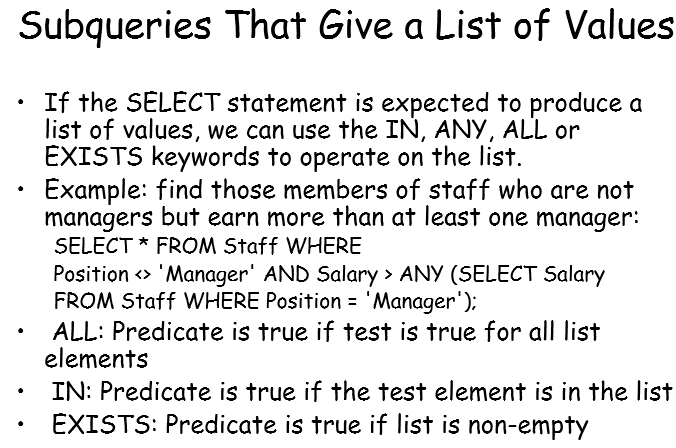 Subqueries That Give a List of Values
• If the SELECT statement is expected to produce a
list of values, we can use the IN, ANY, ALL or
EXISTS keywords to operate on the list.
• Example: find those members of staff who are not
managers but earn more than at least one manager:
SELECT * FROM Staff WHERE
Position <> 'Manager' AND Salary > ANY (SELECT Salary
FROM Staff WHERE Position = 'Manager');
• ALL: Predicate is true if test is true for all list
elements
• IN: Predicate is true if the test element is in the list
• EXISTS: Predicate is true if list is non-empty